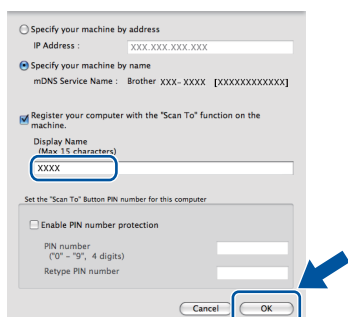 Specify your machine by address
IP Address : XXX.XXX.XXX.XXX
Specify your machine by name
mDNS Service Name : Brother XXX-XXXX [XXXXXXXXXXXX]
Register your computer with the "Scan To" function on the
machine.
Display Name
(Max 15 characters)
XXXX
Set the "Scan To" Button PIN number for this computer
Enable PIN number protection
PIN number
("0" – "9", 4 digits)
Retype PIN number
Cancel OK